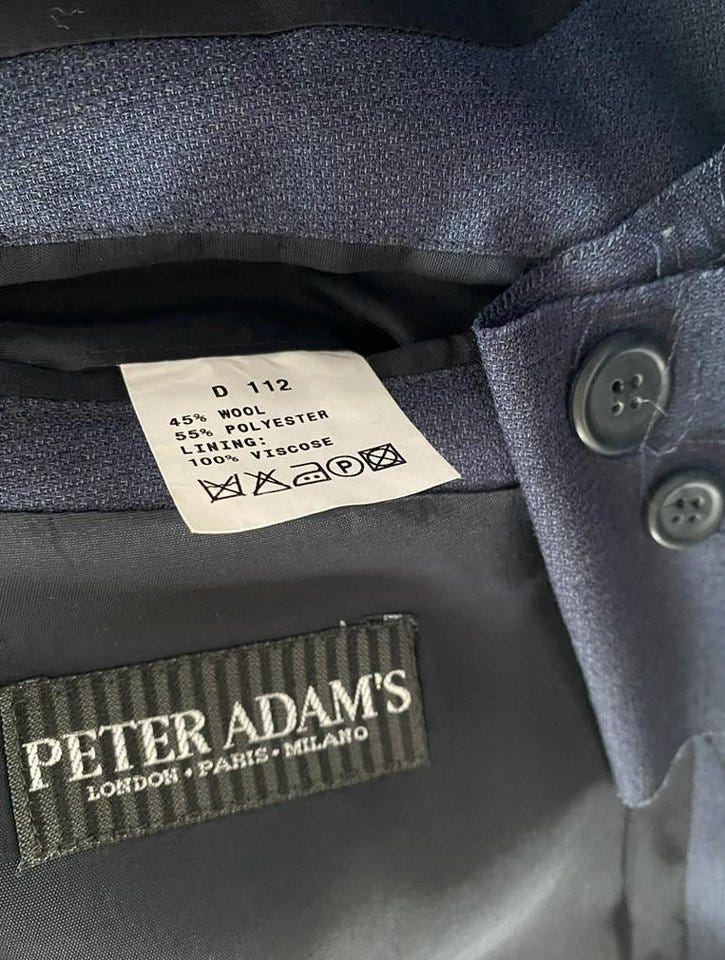 D 112
45% WOOL
55% POLYESTER
LINING:
100% VISCOSE
P
PETER ADAM'S
LONDON • PARIS • MILANO